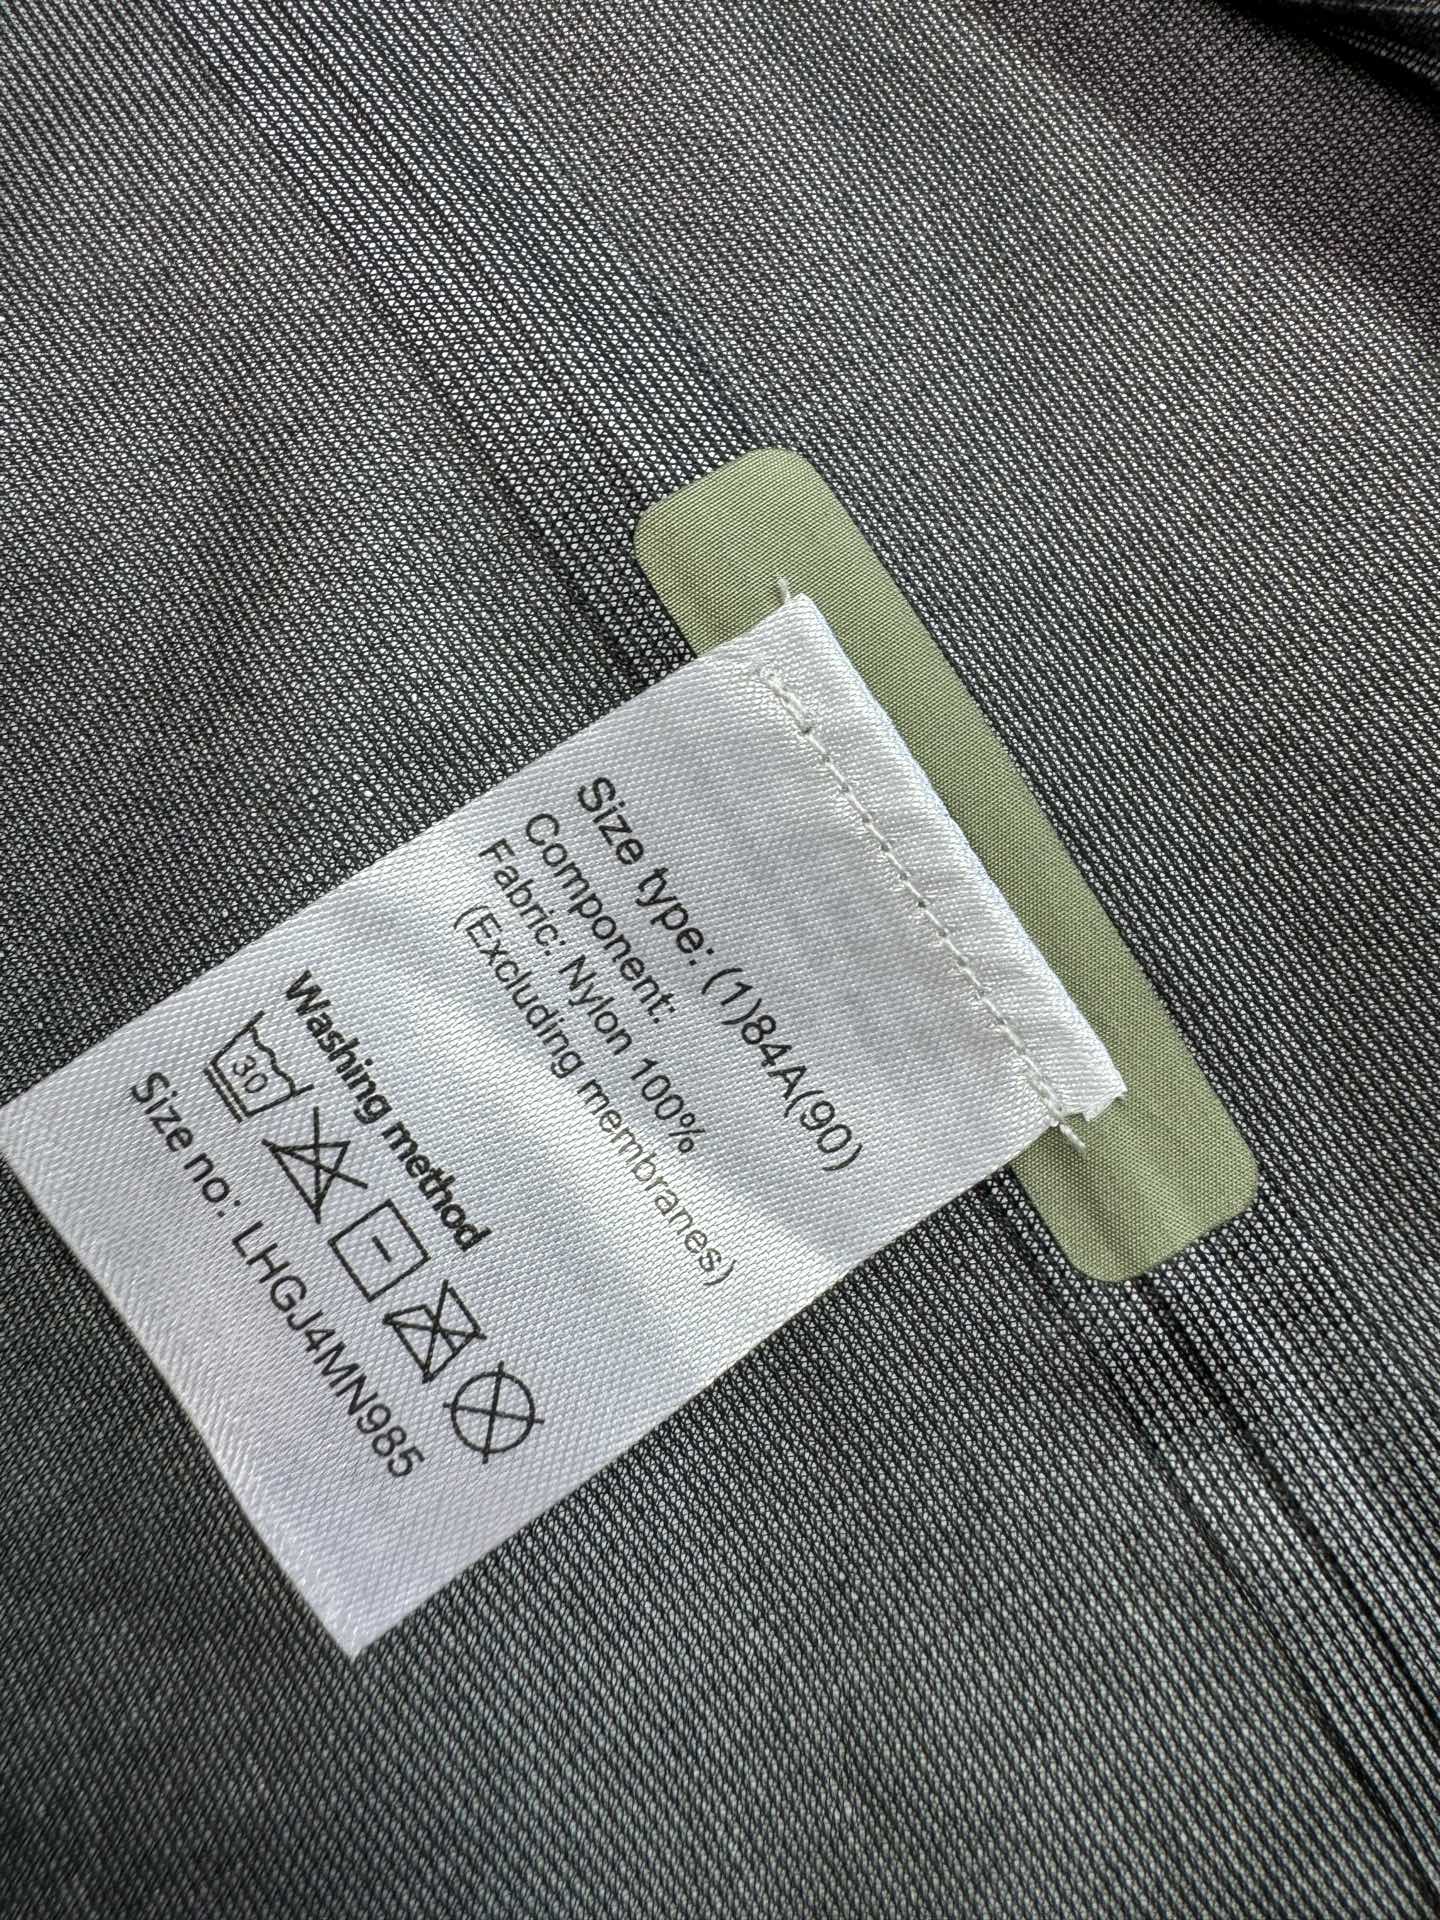 Size type: (1)84A(90)
Component:
Fabric: Nylon 100%
(Excluding membranes)
Washing method
30
Size no: LHGJ4MN985